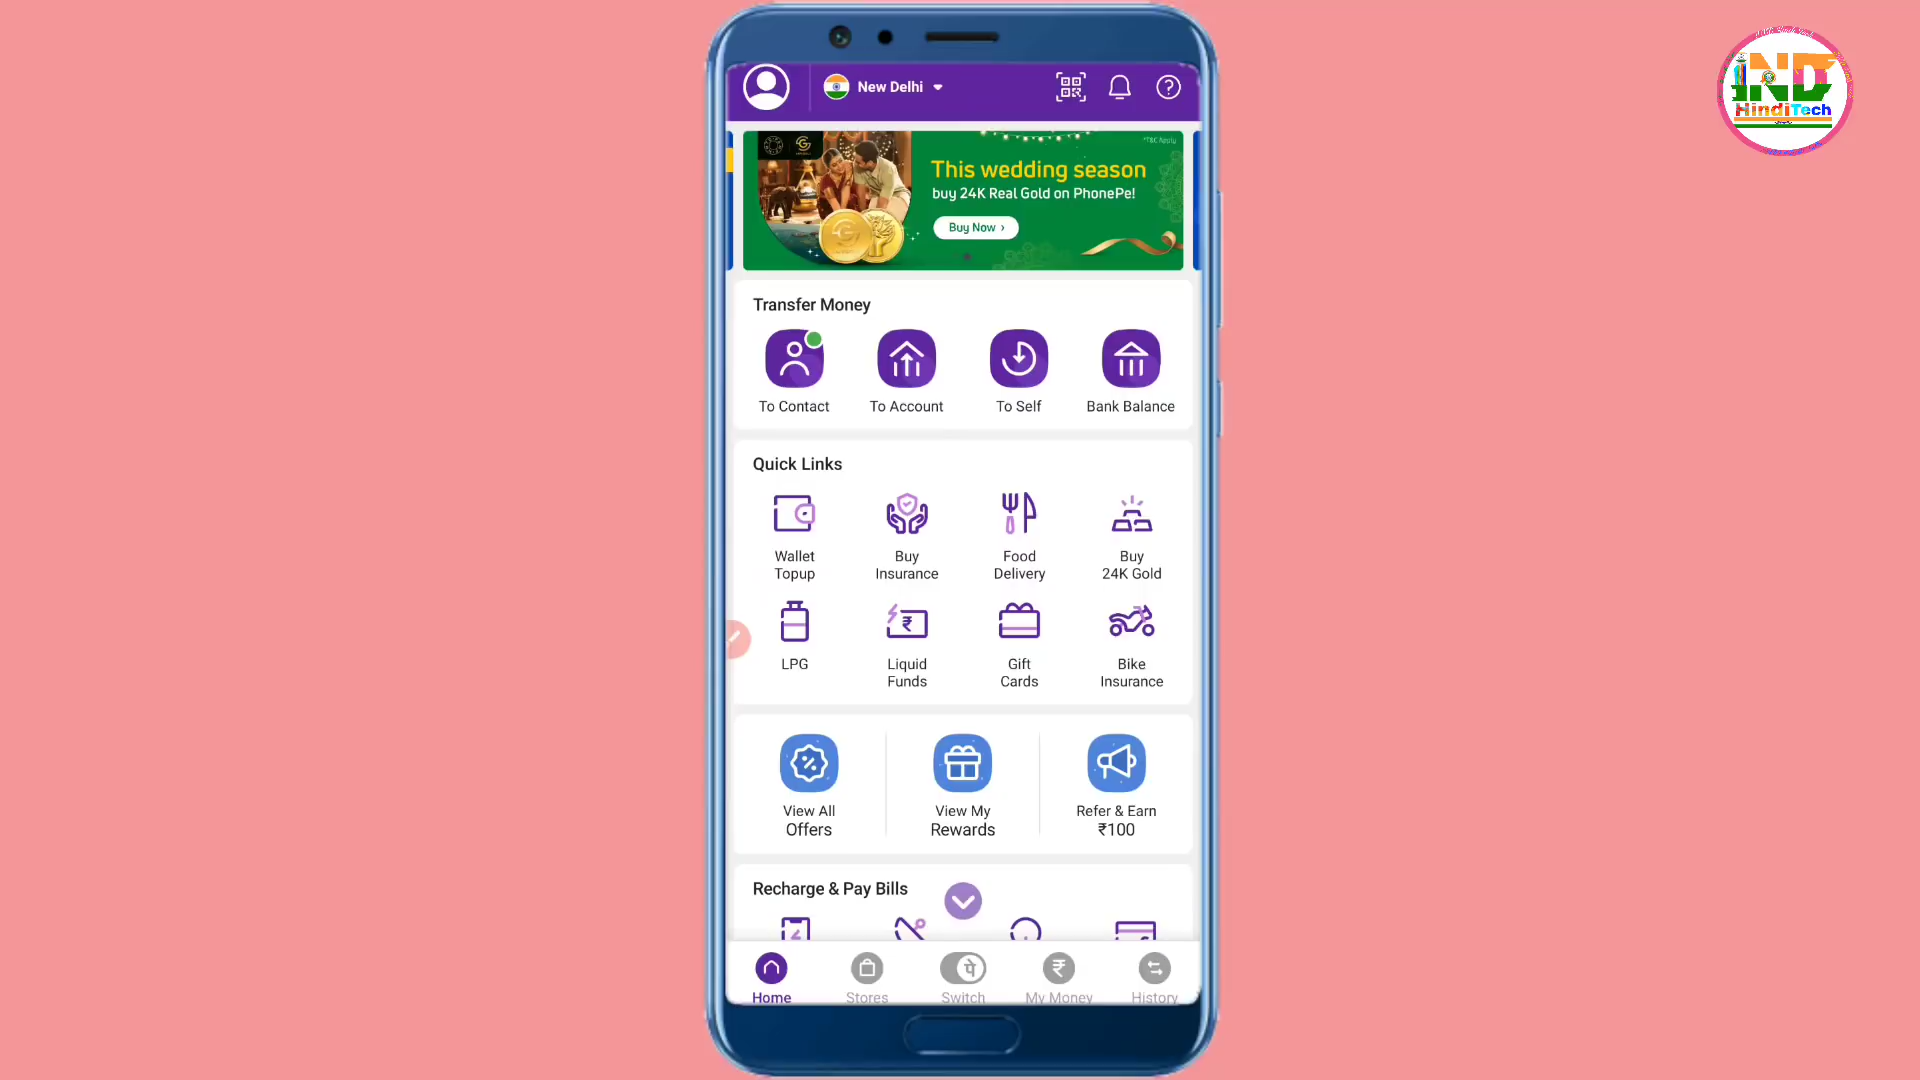 New Delhi
IND
HindiTech
*T&C Apply
This wedding season
buy 24K Real Gold on PhonePe!
Buy Now ›
Transfer Money
To Contact
To Account
To Self
Bank Balance
Quick Links
Wallet
Topup
Buy
Insurance
Food
Delivery
Buy
24K Gold
LPG
Liquid
Funds
Gift
Cards
Bike
Insurance
View All
Offers
View My
Rewards
Refer & Earn
₹100
Recharge & Pay Bills
पे
Home
Stores
Switch
My Money
History